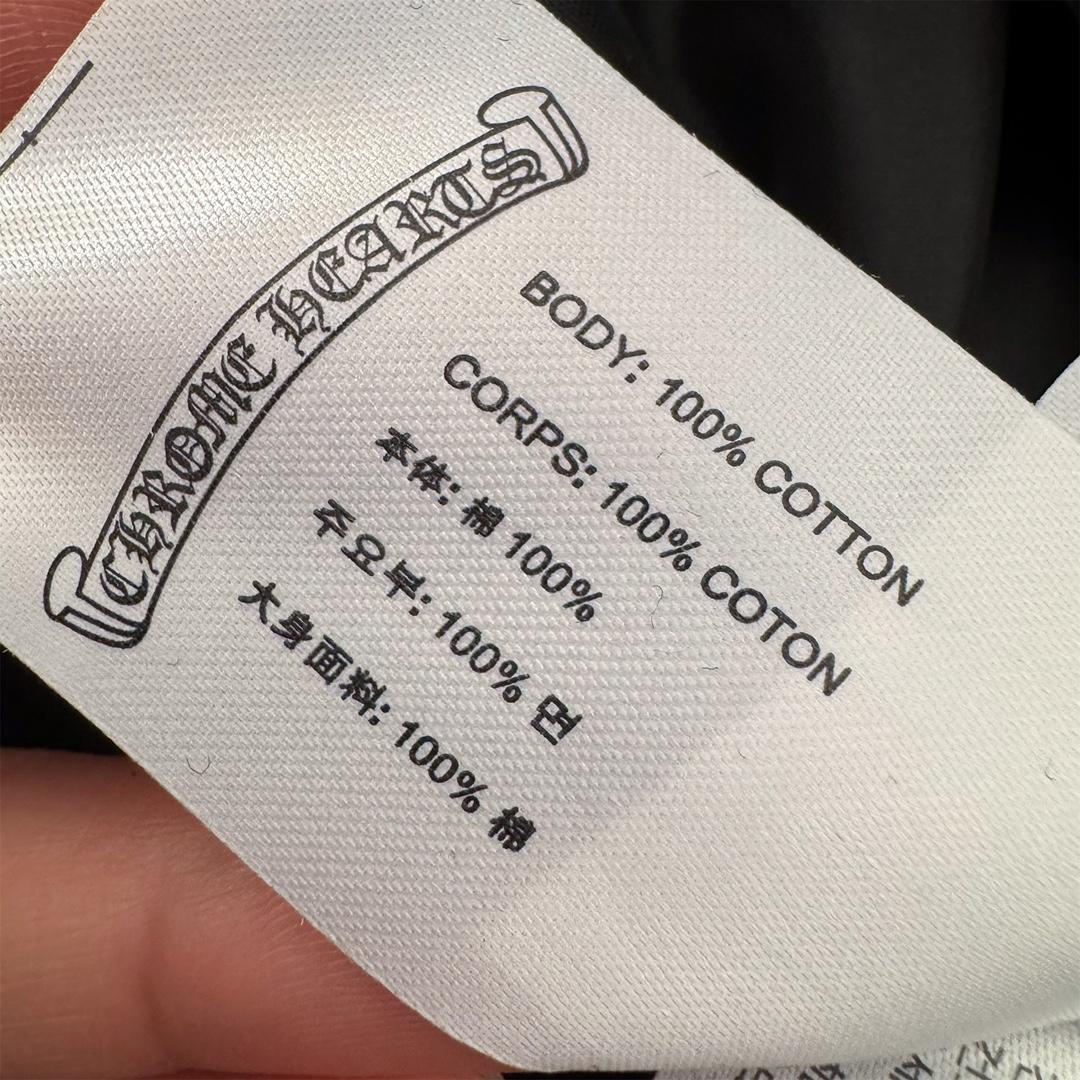 CHROME HEARTS
BODY: 100% COTTON
CORPS: 100% COTON
本体: 棉 100%
주요부: 100% 면
大身面料: 100% 棉